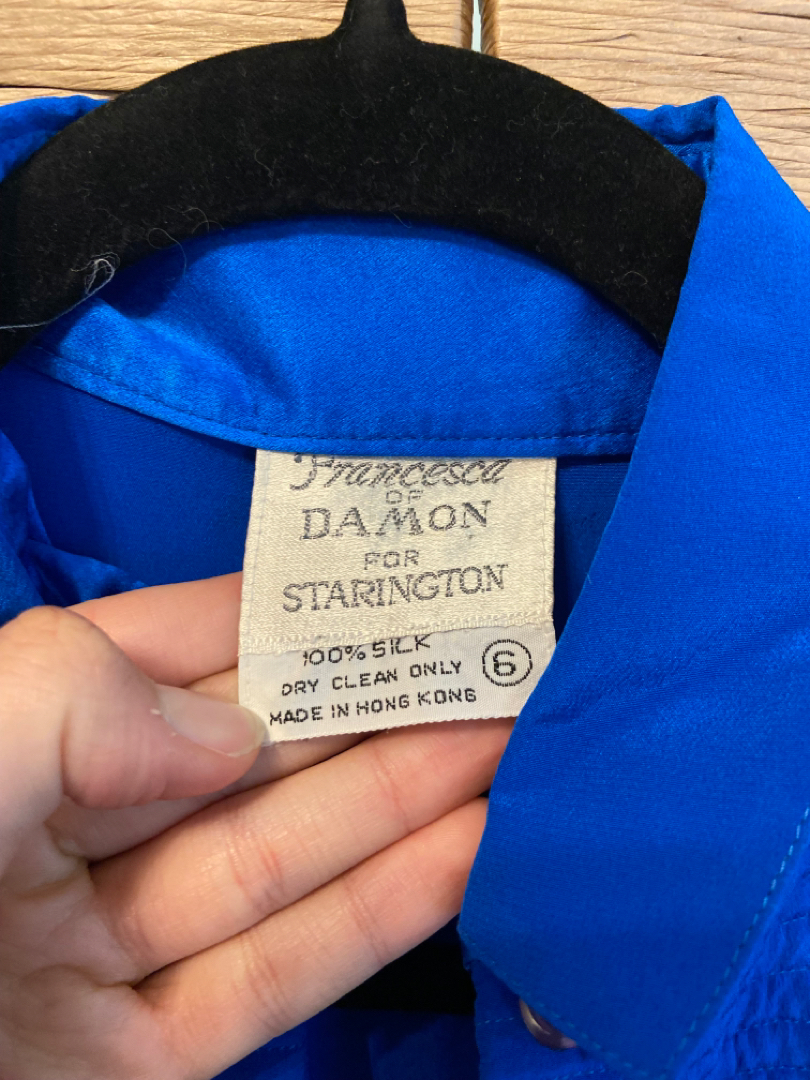 Francesca
OF
DAMON
FOR
STARINGTON
100% SILK
DRY CLEAN ONLY
MADE IN HONG KONG
6